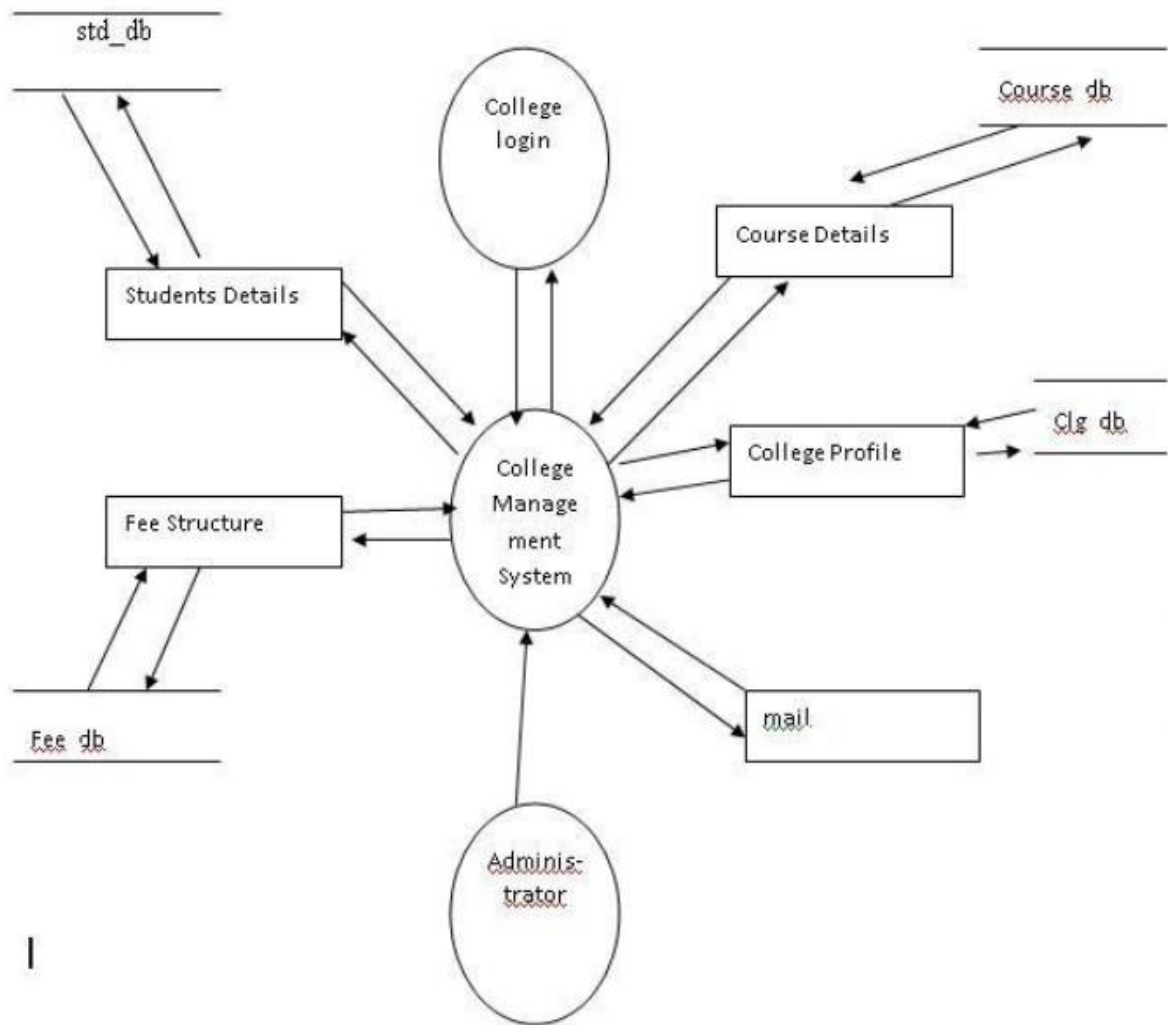 std_db
College
login
Course db
Course Details
Students Details
Clg db
College Profile
College
Manage
ment
System
Fee Structure
mail
Fee db
Adminis-
trator